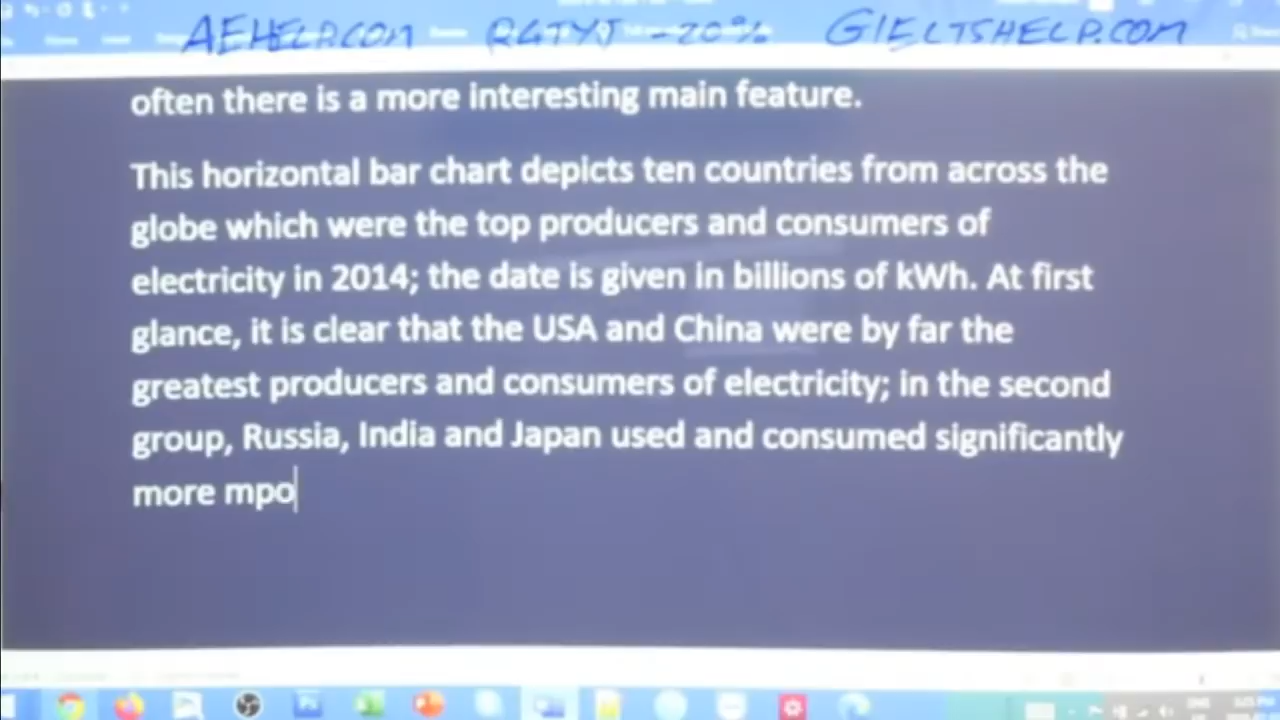 AEHELP.COM R4TYJ -20% GIELTSHELP.COM
often there is a more interesting main feature.
This horizontal bar chart depicts ten countries from across the
globe which were the top producers and consumers of
electricity in 2014; the date is given in billions of kWh. At first
glance, it is clear that the USA and China were by far the
greatest producers and consumers of electricity; in the second
group, Russia, India and Japan used and consumed significantly
more mpo